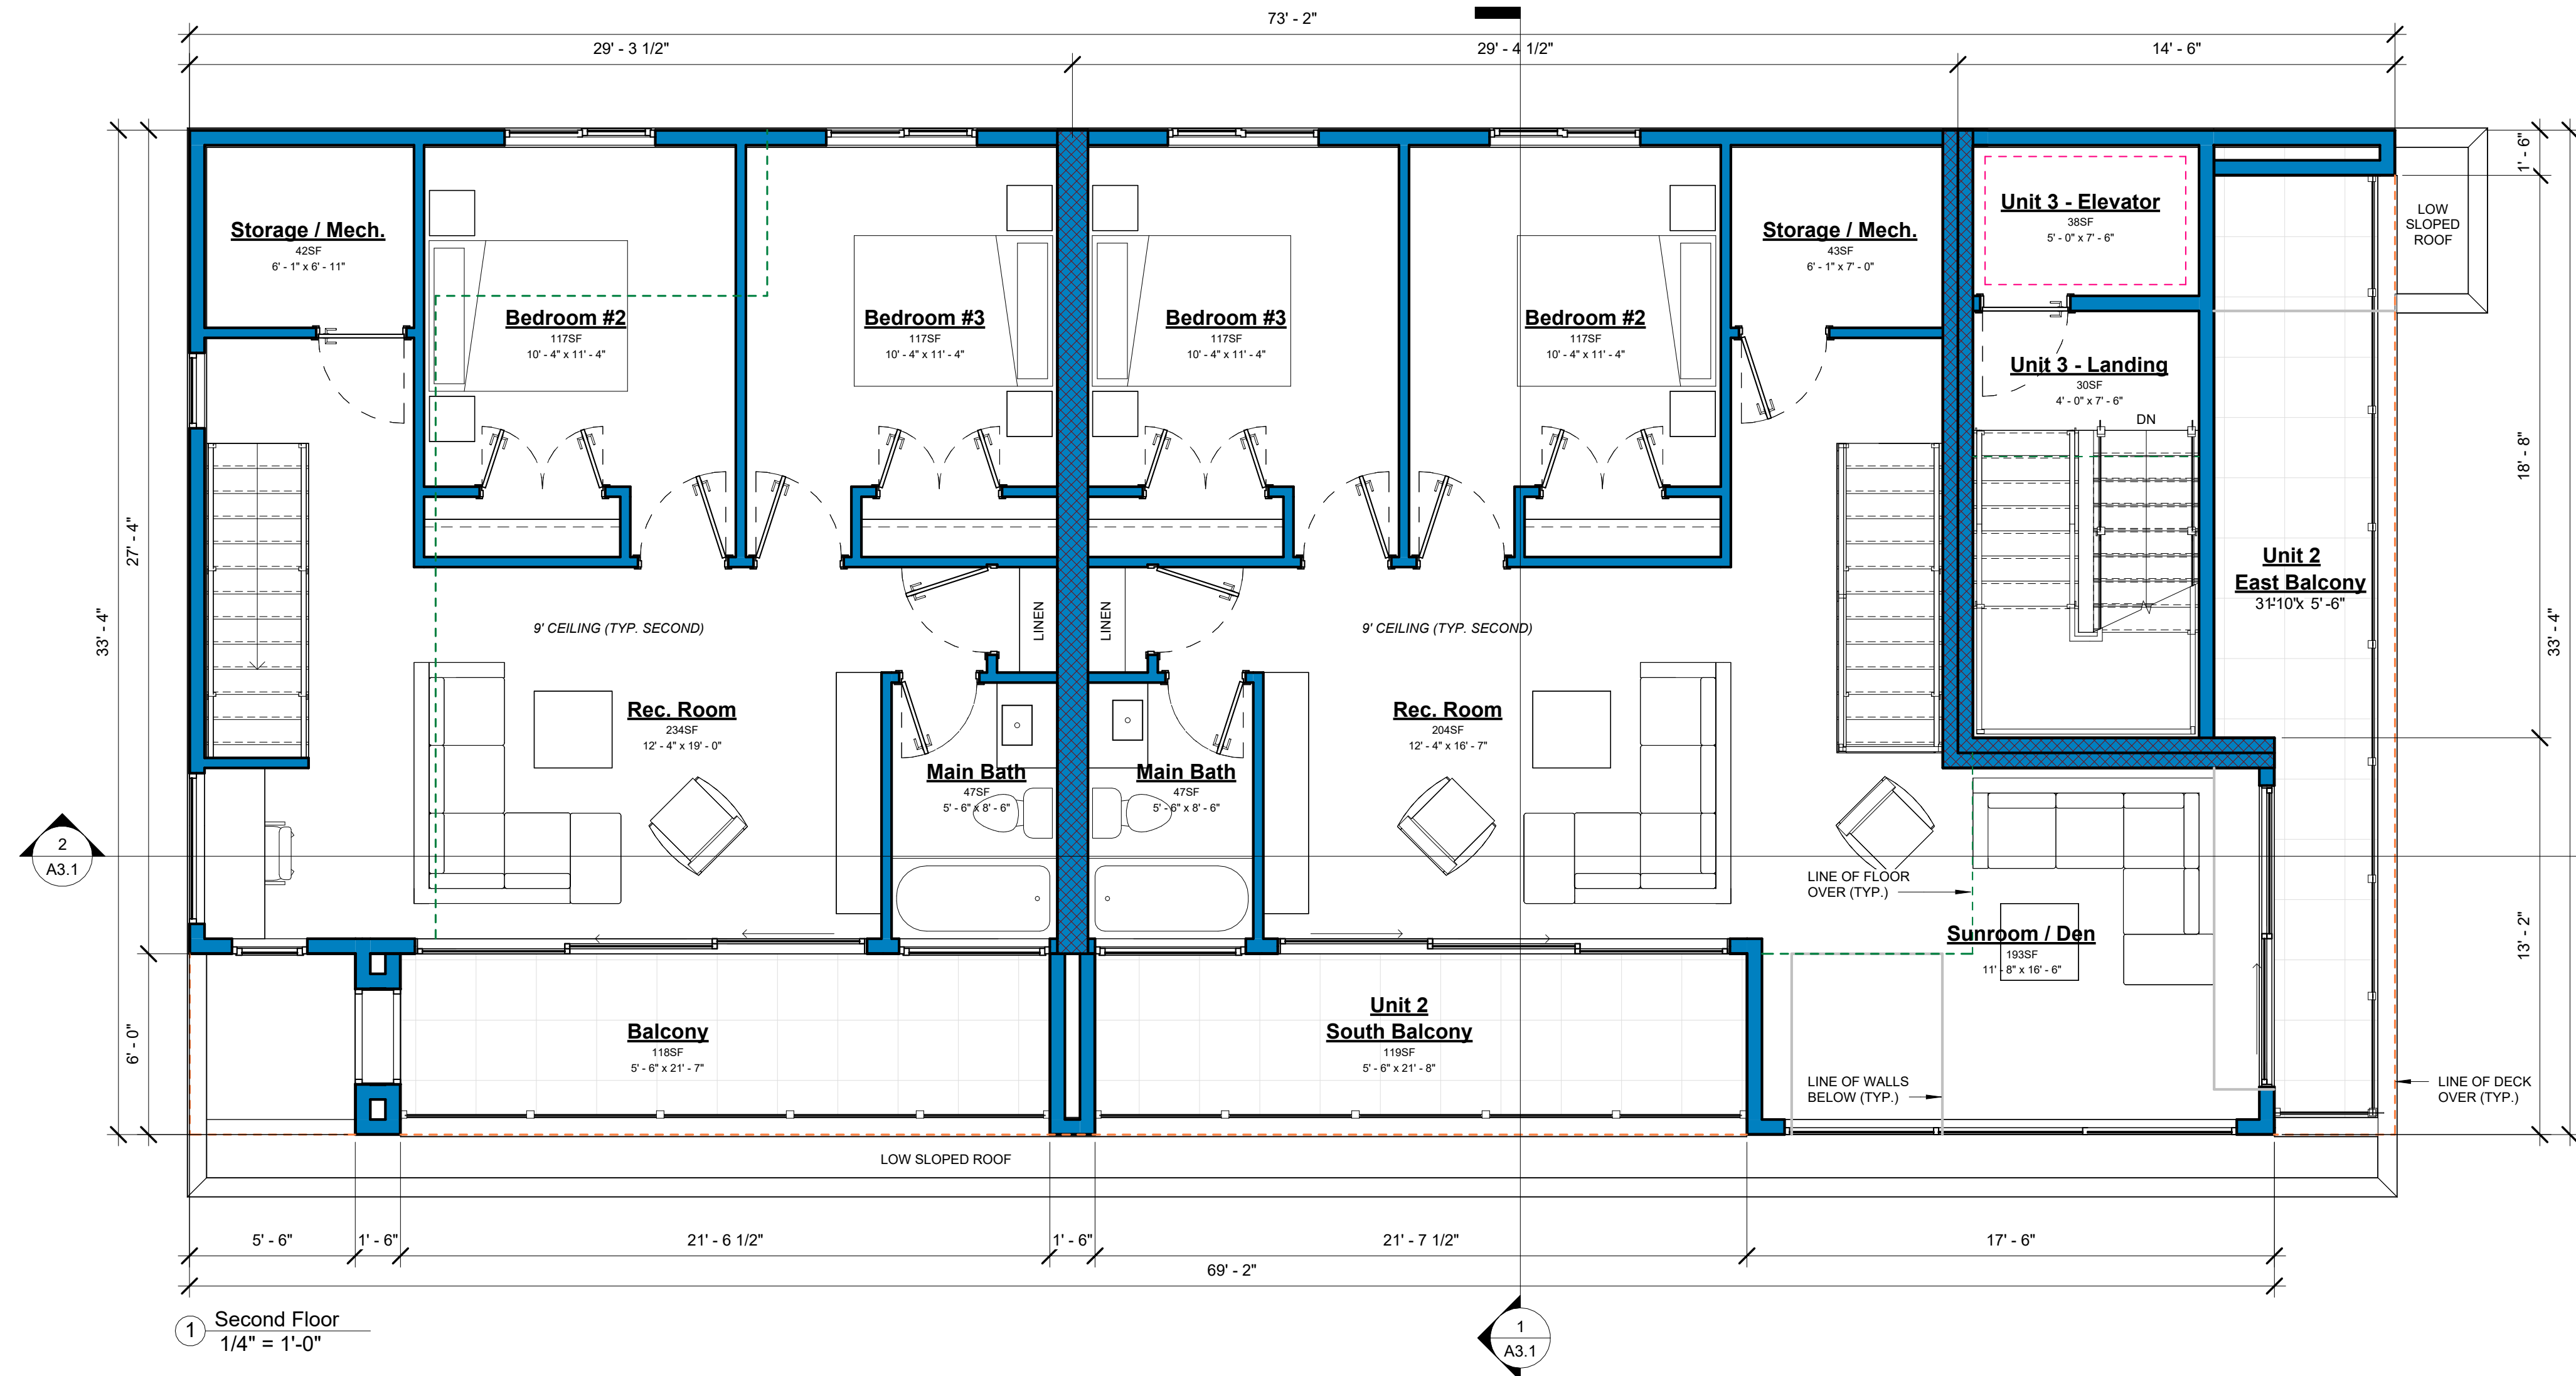 73' - 2"
29' - 3 1/2"
29' - 4 1/2"
14' - 6"
1' - 6"
18' - 8"
13' - 2"
33' - 4"
33' - 4"
27' - 4"
6' - 0"
Storage / Mech.
42SF
6' - 1" x 6' - 11"
Bedroom #2
117SF
10' - 4" x 11' - 4"
Bedroom #3
117SF
10' - 4" x 11' - 4"
Bedroom #3
117SF
10' - 4" x 11' - 4"
Bedroom #2
117SF
10' - 4" x 11' - 4"
Storage / Mech.
43SF
6' - 1" x 7' - 0"
Unit 3 - Elevator
38SF
5' - 0" x 7' - 6"
LOW
SLOPED
ROOF
Unit 3 - Landing
30SF
4' - 0" x 7' - 6"
DN
Unit 2
East Balcony
31'10"x 5' -6"
9' CEILING (TYP. SECOND)
LINEN
LINEN
9' CEILING (TYP. SECOND)
Rec. Room
234SF
12' - 4" x 19' - 0"
Main Bath
47SF
5' - 6" x 8' - 6"
Main Bath
47SF
5' - 6" x 8' - 6"
Rec. Room
204SF
12' - 4" x 16' - 7"
LINE OF FLOOR
OVER (TYP.)
Sunroom / Den
193SF
11' - 8" x 16' - 6"
2
A3.1
Balcony
118SF
5' - 6" x 21' - 7"
Unit 2
South Balcony
119SF
5' - 6" x 21' - 8"
LINE OF WALLS
BELOW (TYP.)
LINE OF DECK
OVER (TYP.)
LOW SLOPED ROOF
5' - 6"
1' - 6"
21' - 6 1/2"
1' - 6"
21' - 7 1/2"
17' - 6"
69' - 2"
1
Second Floor
1/4" = 1'-0"
1
A3.1